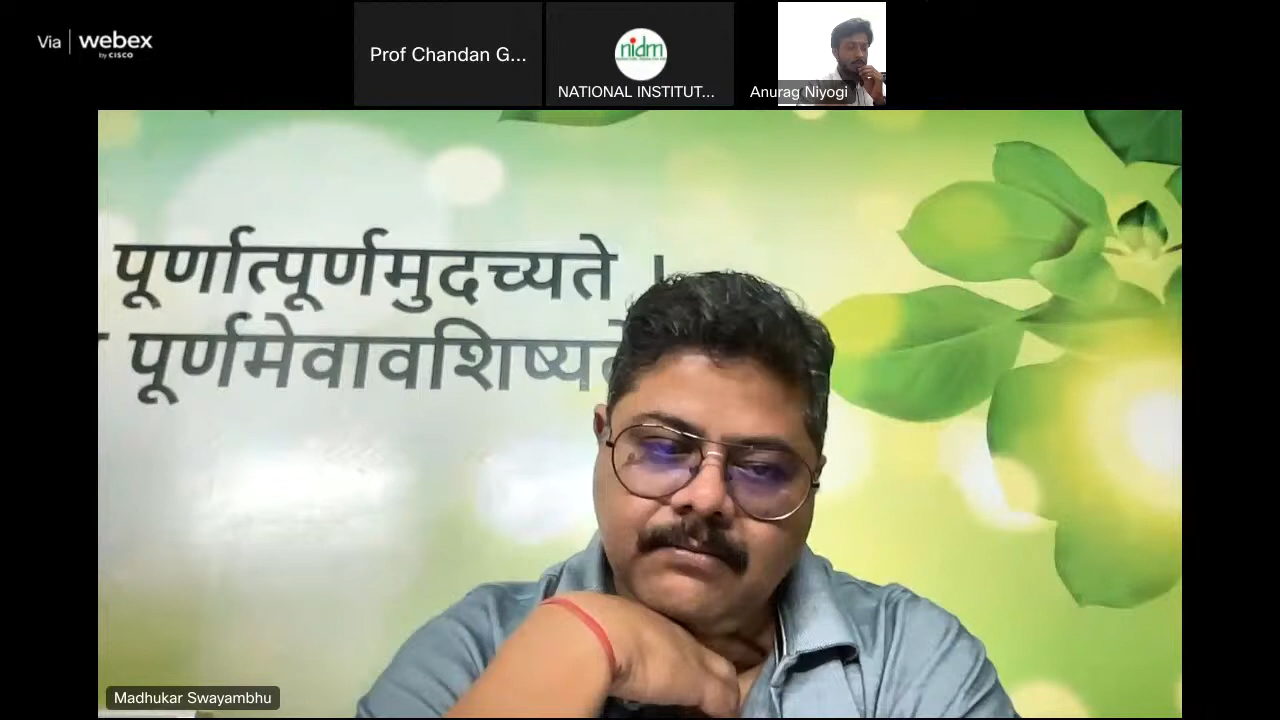 Via webex
by CISCO
Prof Chandan G...
nidm
NATIONAL INSTITUT...
Anurag Niyogi
पूर्णात्पूर्णमुदच्यते ।
पूर्णमेवावशिष्यते
Madhukar Swayambhu